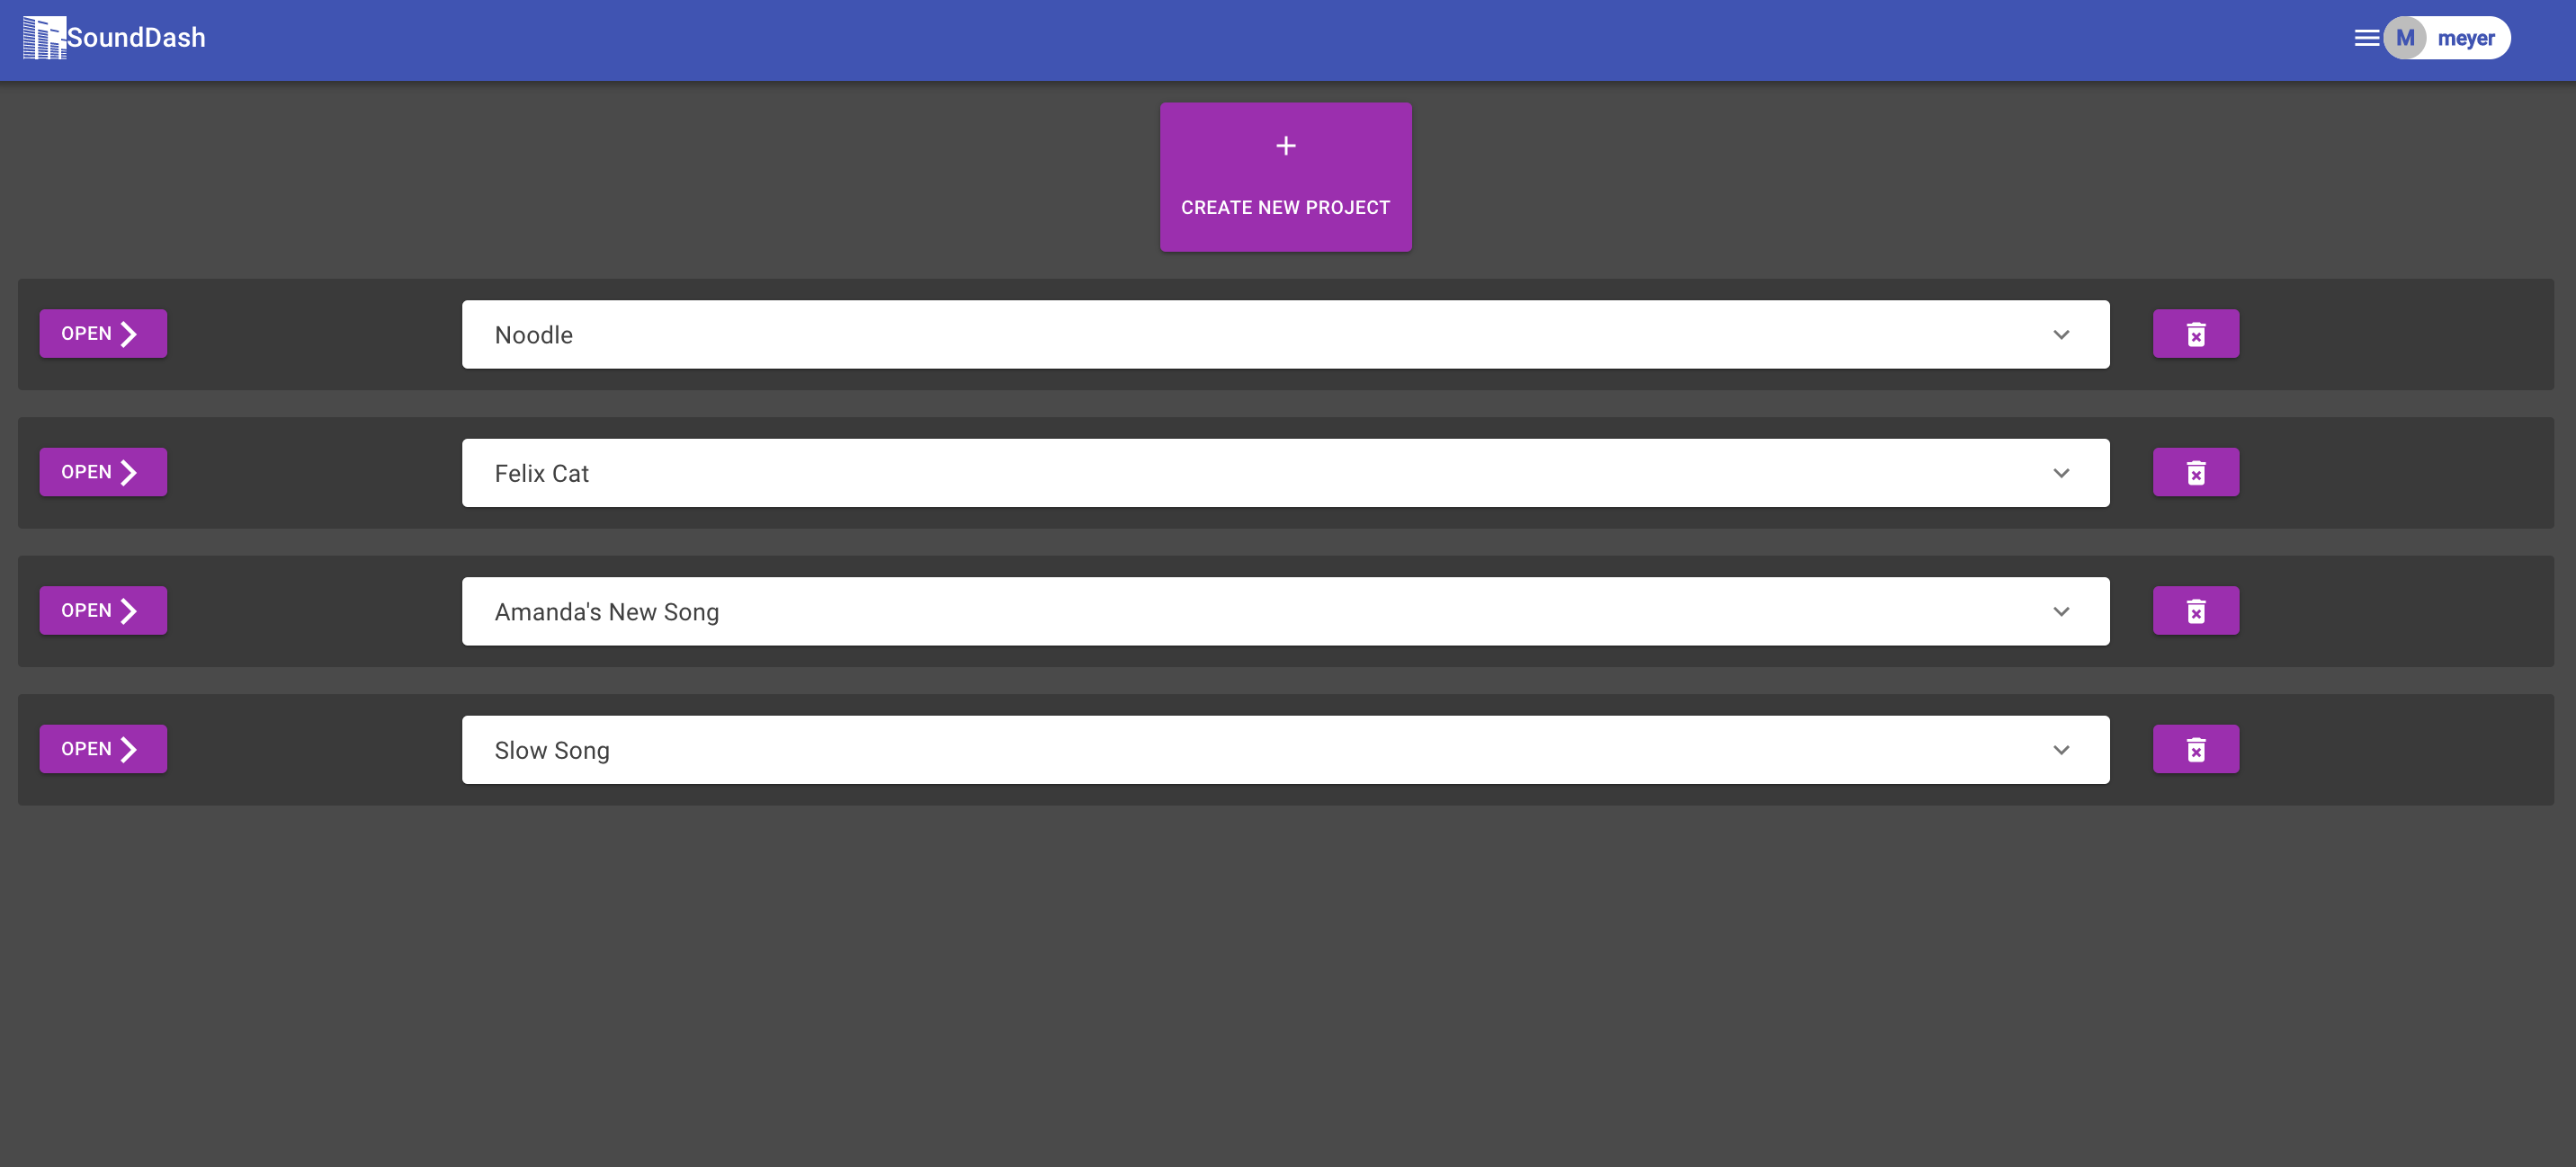 SoundDash
M meyer
CREATE NEW PROJECT
OPEN Noodle
OPEN Felix Cat
OPEN Amanda's New Song
OPEN Slow Song